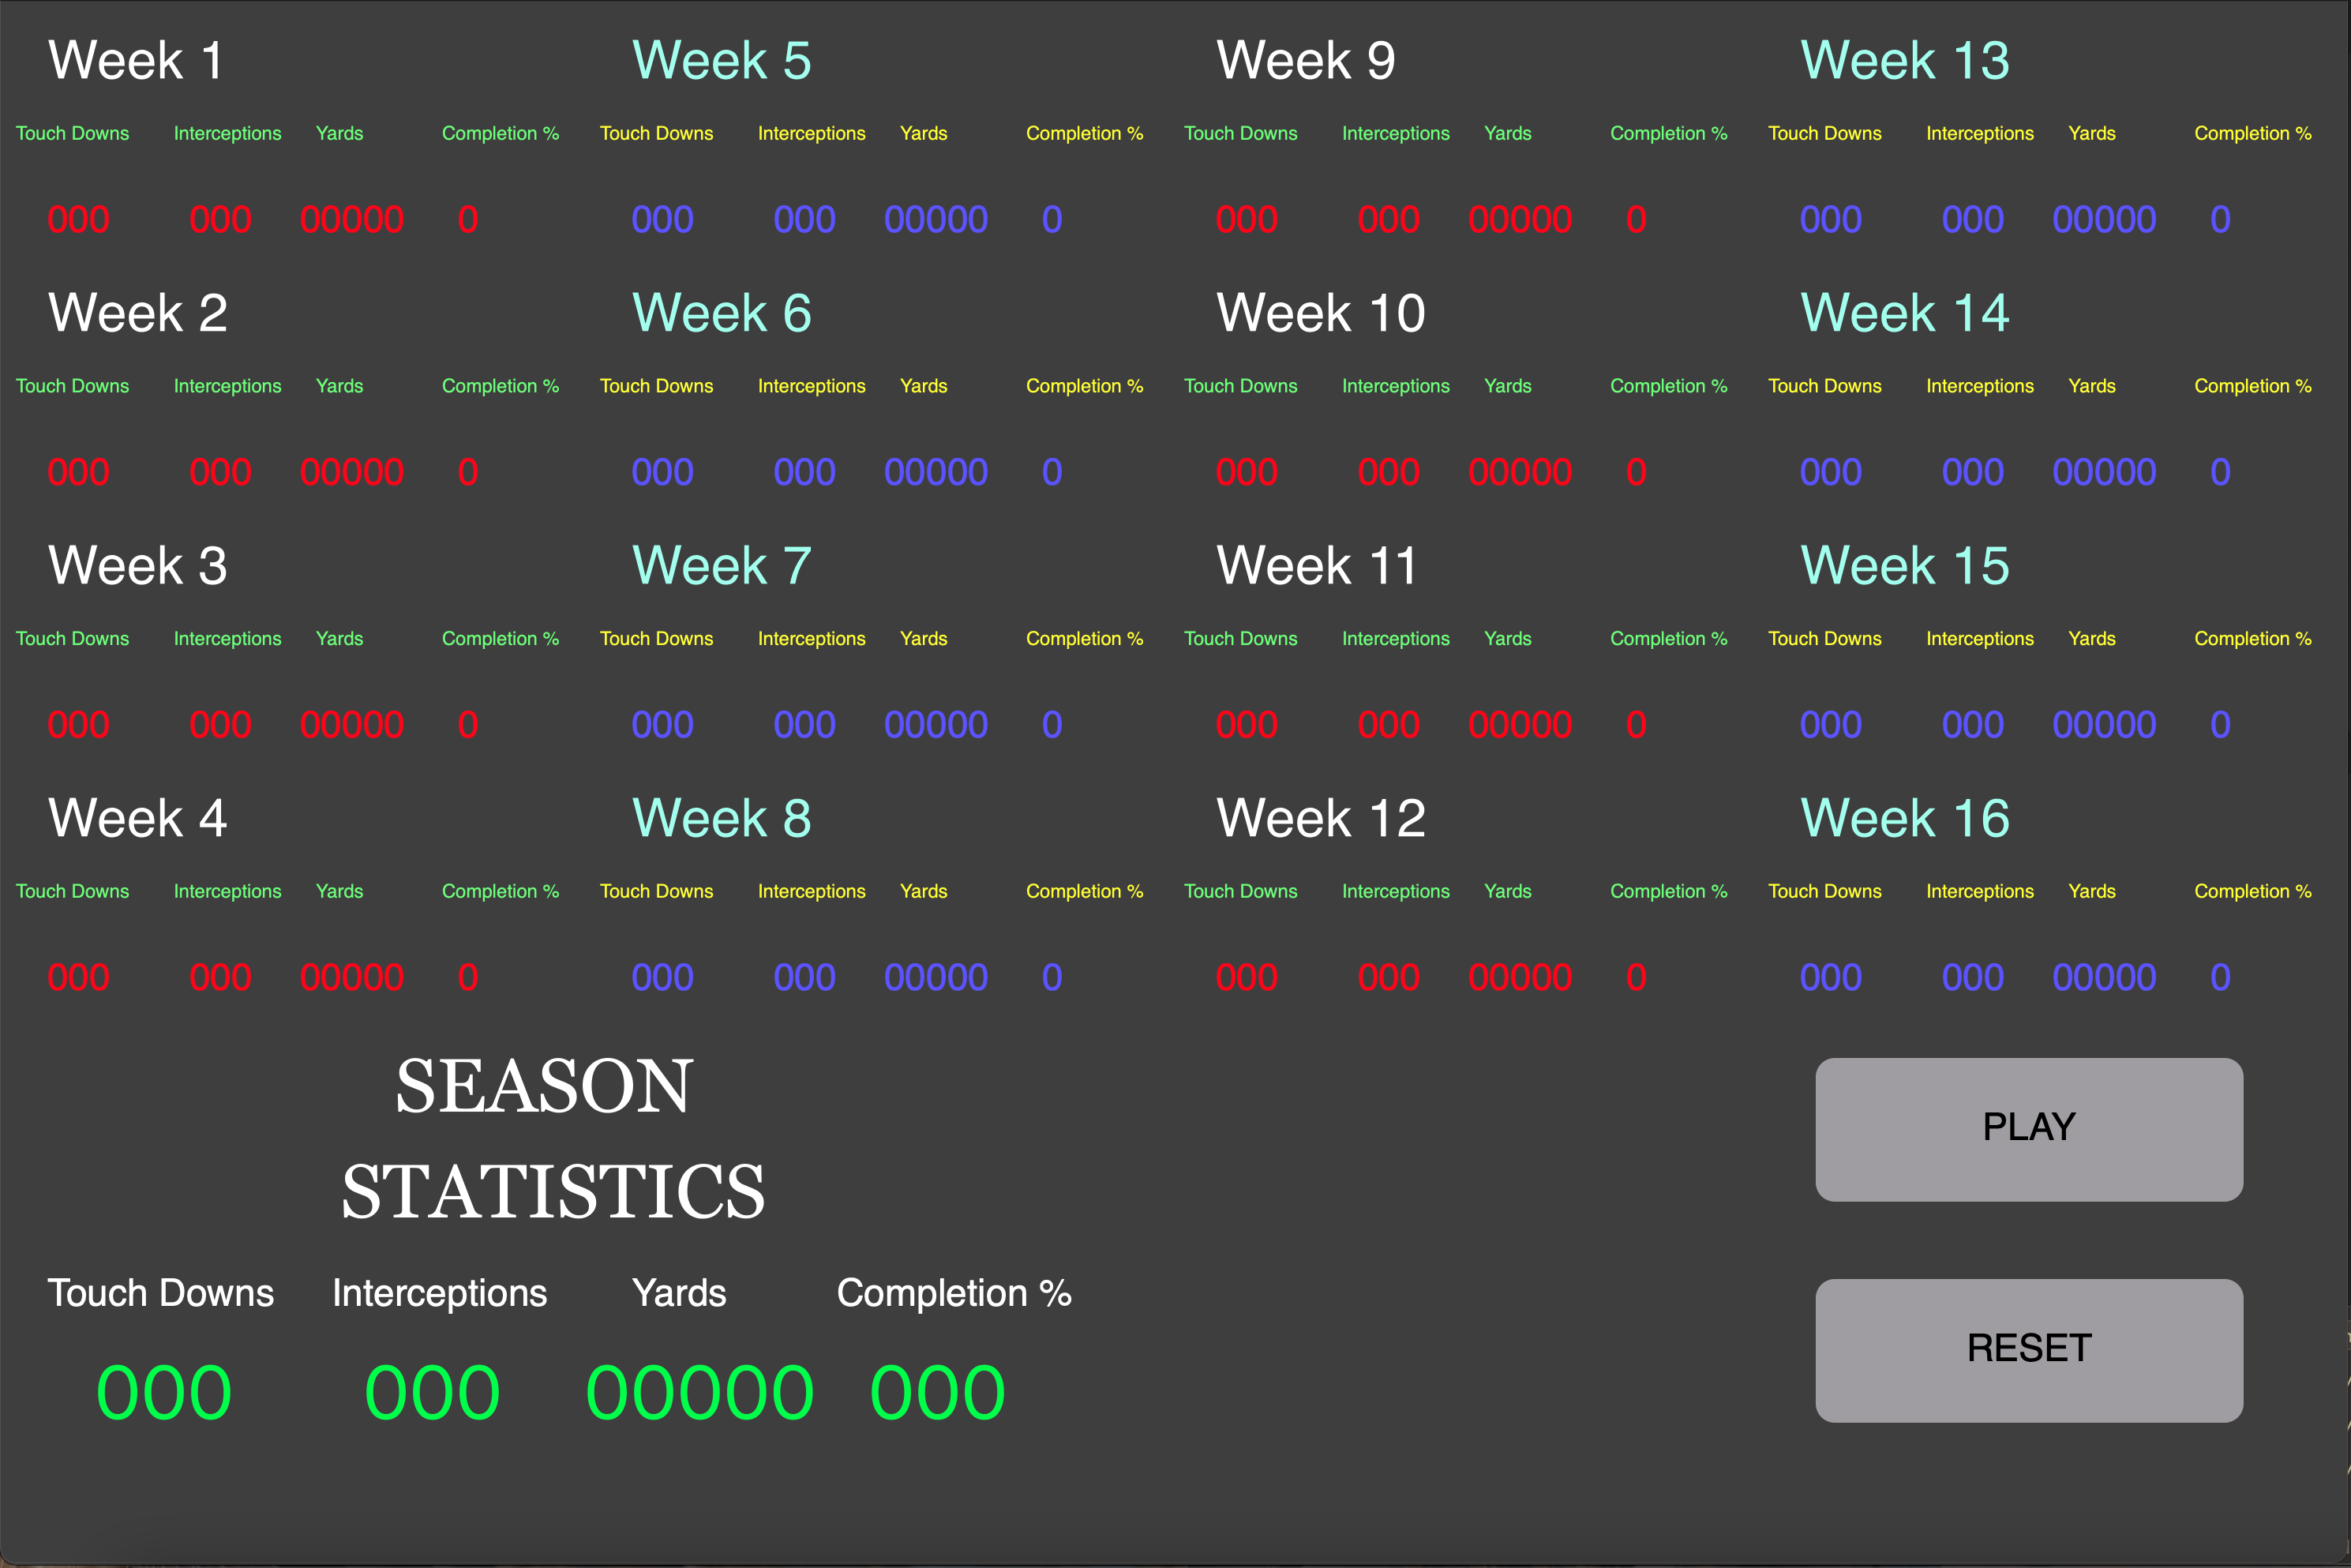 Week 1 Week 5 Week 9 Week 13
Touch Downs Interceptions Yards Completion % Touch Downs Interceptions Yards Completion % Touch Downs Interceptions Yards Completion % Touch Downs Interceptions Yards Completion %
000 000 00000 0 000 000 00000 0 000 000 00000 0 000 000 00000 0
Week 2 Week 6 Week 10 Week 14
Touch Downs Interceptions Yards Completion % Touch Downs Interceptions Yards Completion % Touch Downs Interceptions Yards Completion % Touch Downs Interceptions Yards Completion %
000 000 00000 0 000 000 00000 0 000 000 00000 0 000 000 00000 0
Week 3 Week 7 Week 11 Week 15
Touch Downs Interceptions Yards Completion % Touch Downs Interceptions Yards Completion % Touch Downs Interceptions Yards Completion % Touch Downs Interceptions Yards Completion %
000 000 00000 0 000 000 00000 0 000 000 00000 0 000 000 00000 0
Week 4 Week 8 Week 12 Week 16
Touch Downs Interceptions Yards Completion % Touch Downs Interceptions Yards Completion % Touch Downs Interceptions Yards Completion % Touch Downs Interceptions Yards Completion %
000 000 00000 0 000 000 00000 0 000 000 00000 0 000 000 00000 0
SEASON
STATISTICS
Touch Downs Interceptions Yards Completion %
000 000 00000 000
PLAY
RESET